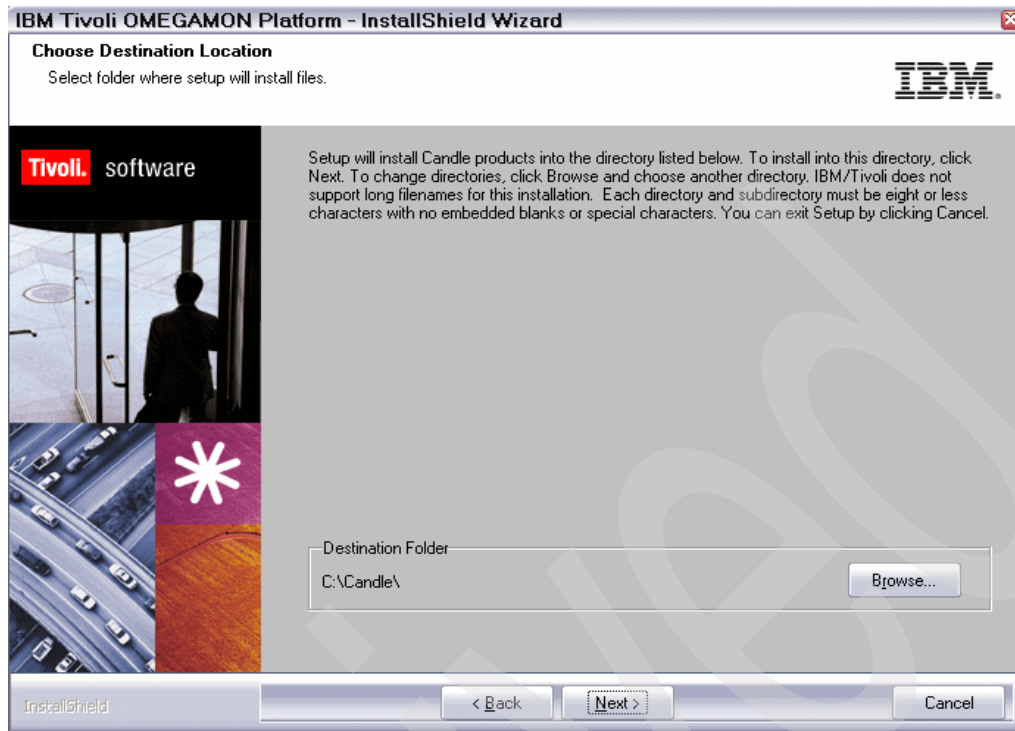 IBM Tivoli OMEGAMON Platform - InstallShield Wizard
Choose Destination Location
Select folder where setup will install files.
IBM.
Tivoli. software
Setup will install Candle products into the directory listed below. To install into this directory, click
Next. To change directories, click Browse and choose another directory. IBM/Tivoli does not
support long filenames for this installation. Each directory and subdirectory must be eight or less
characters with no embedded blanks or special characters. You can exit Setup by clicking Cancel.
Destination Folder
C:\Candle\
Browse...
InstallShield
< Back
Next >
Cancel